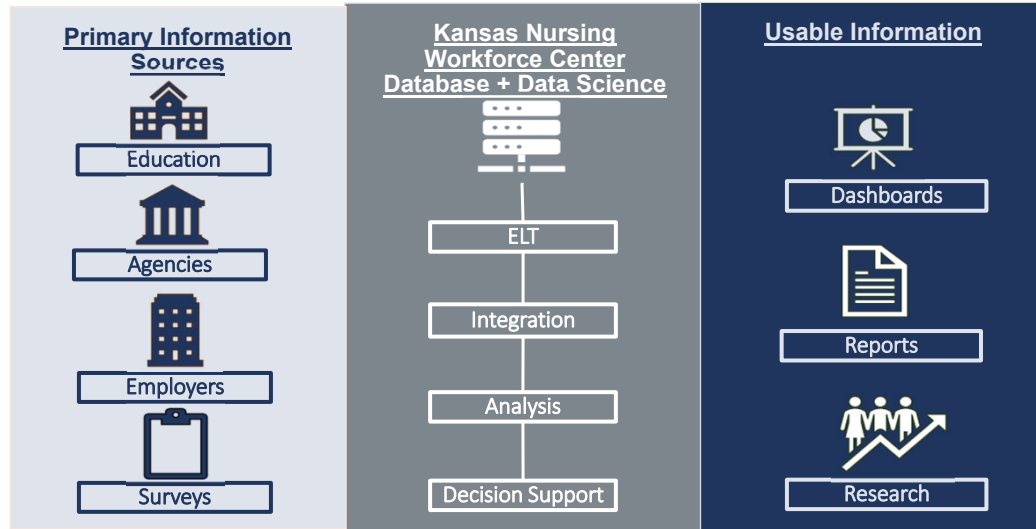 Primary Information
Sources
Education
Agencies
Employers
Surveys
Kansas Nursing
Workforce Center
Database + Data Science
ELT
Integration
Analysis
Decision Support
Usable Information
Dashboards
Reports
Research